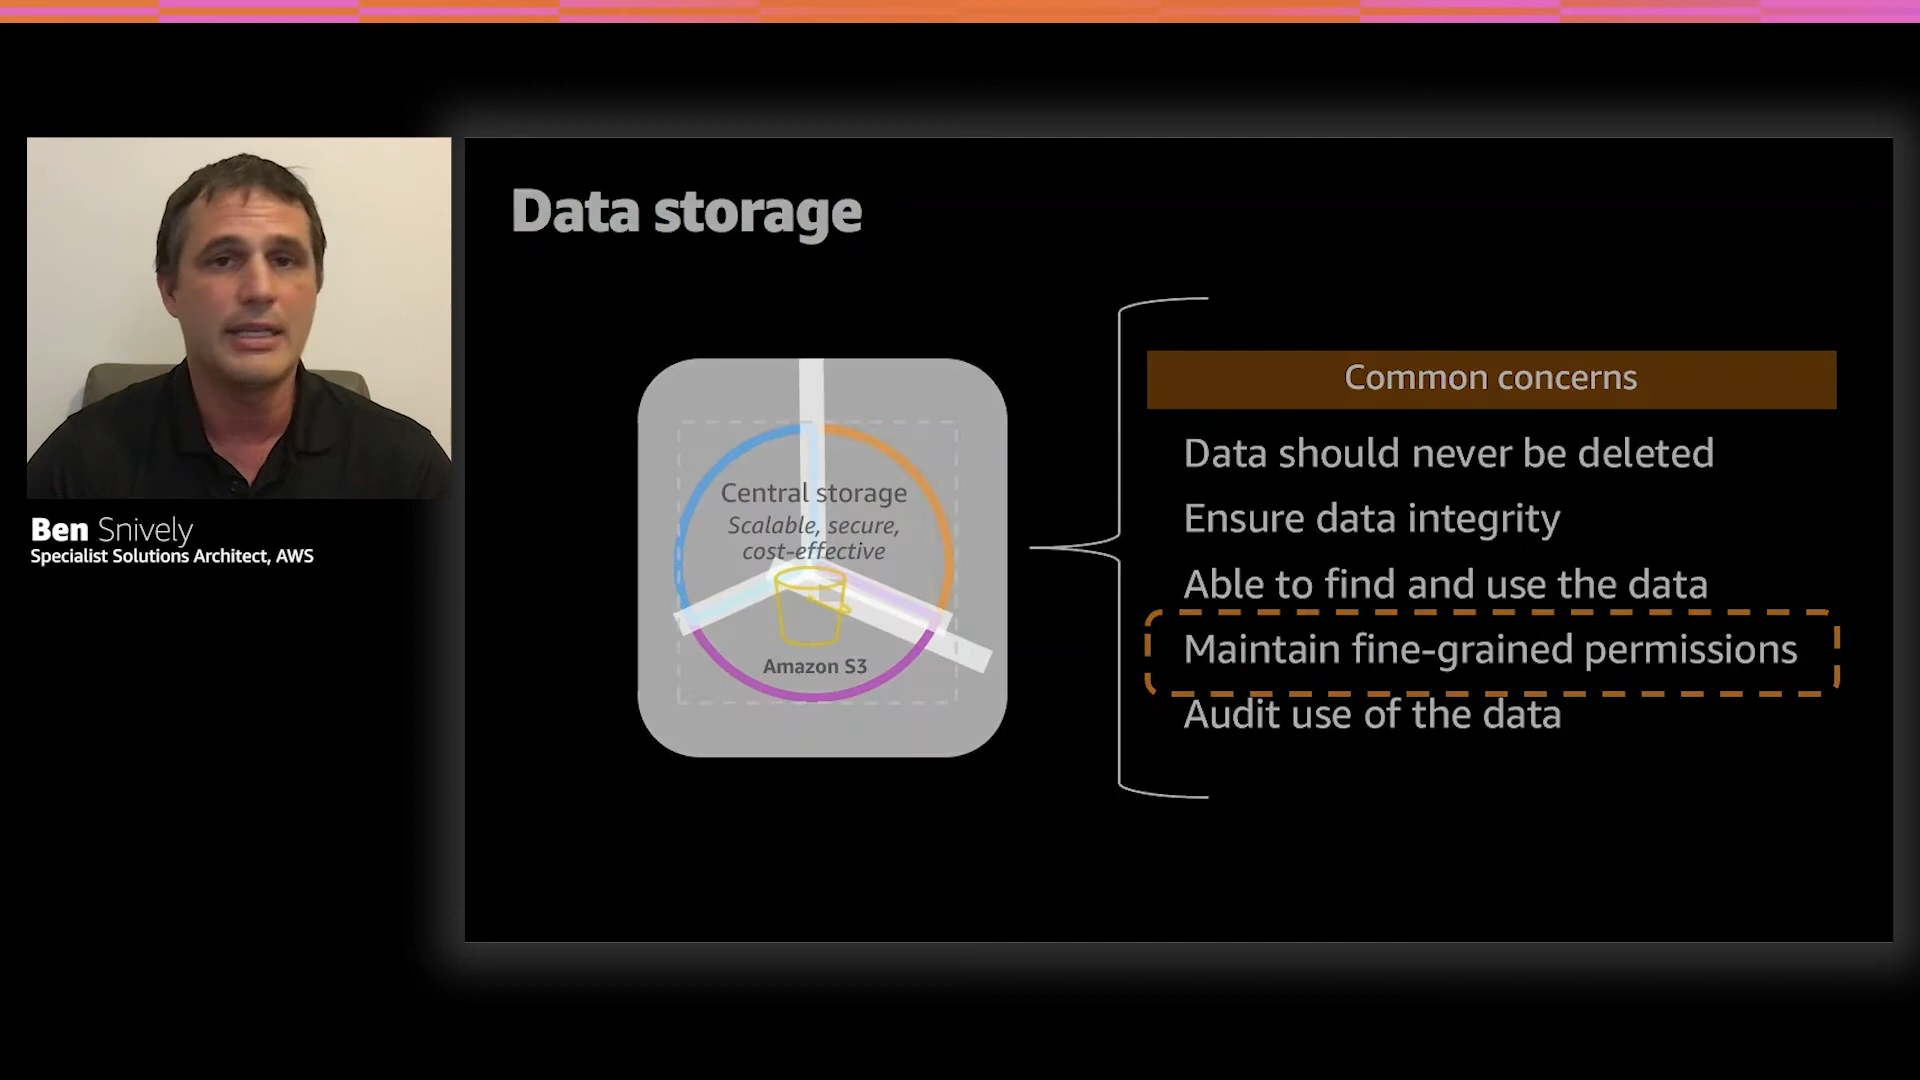 Data storage
Central storage
Scalable, secure,
cost-effective
Amazon S3
Common concerns
Data should never be deleted
Ensure data integrity
Able to find and use the data
Maintain fine-grained permissions
Audit use of the data
Ben Snively
Specialist Solutions Architect, AWS